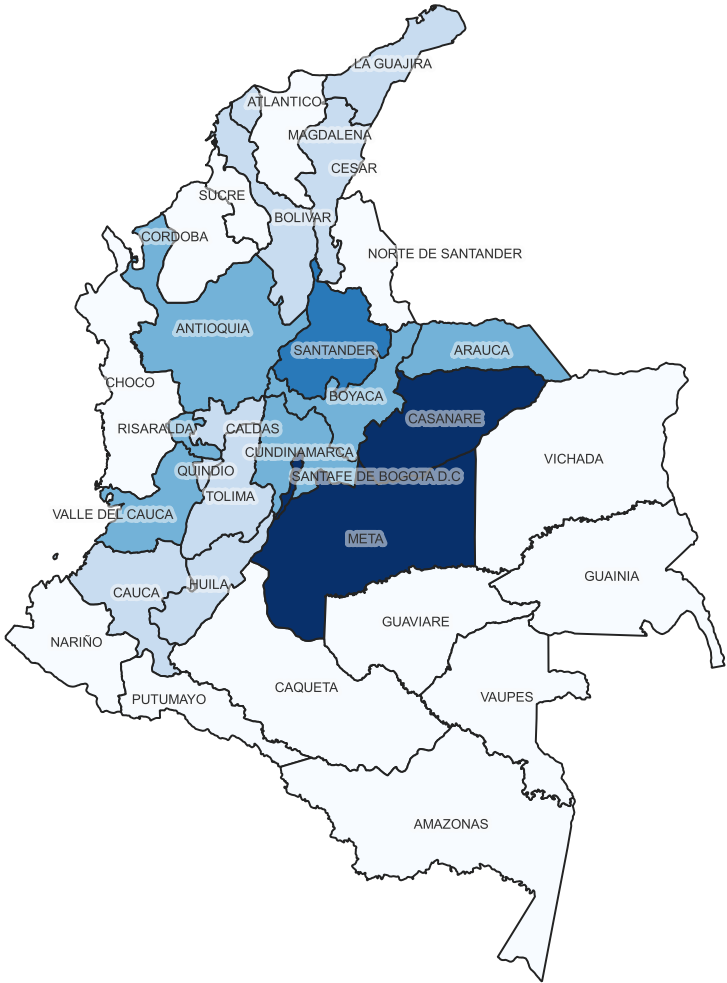 LA GUAJIRA
ATLANTICO
MAGDALENA
CESAR
SUCRE
BOLIVAR
CORDOBA
NORTE DE SANTANDER
ANTIOQUIA
SANTANDER
ARAUCA
CHOCO
BOYACA
CASANARE
RISARALDA
CALDAS
CUNDINAMARCA
VICHADA
QUINDIO
SANTAFE DE BOGOTA D.C
TOLIMA
VALLE DEL CAUCA
META
GUAINIA
HUILA
CAUCA
GUAVIARE
NARIÑO
CAQUETA
PUTUMAYO
VAUPES
AMAZONAS